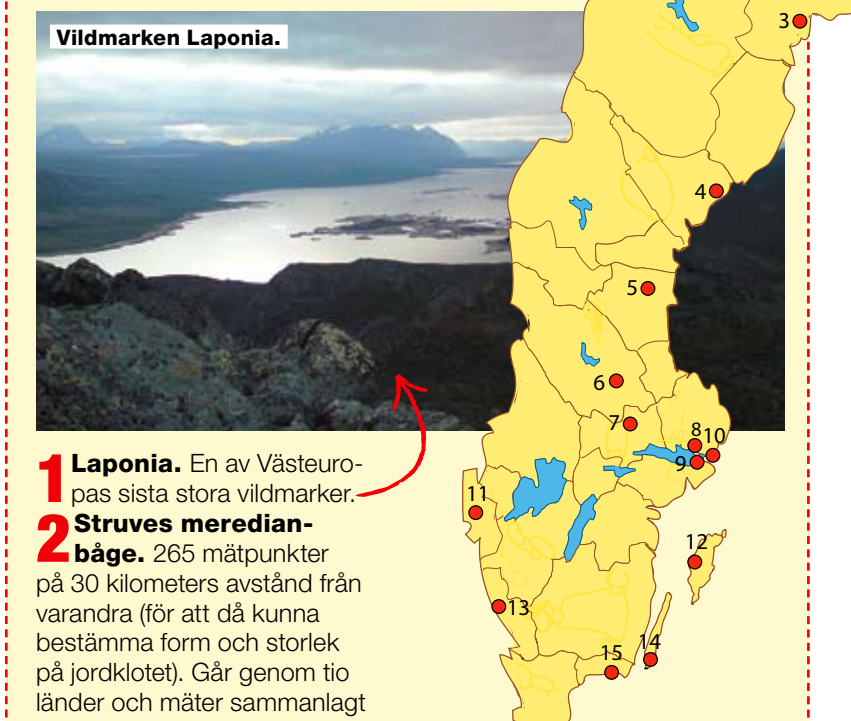 Vildmarken Laponia.
1 Laponia. En av Västeuro-
pas sista stora vildmarker.
2 Struves meredian-
båge. 265 mätpunkter
på 30 kilometers avstånd från
varandra (för att då kunna
bestämma form och storlek
på jordklotet). Går genom tio
länder och mäter sammanlagt
3
4
5
6
7
8
10
9
11
12
13
14
15